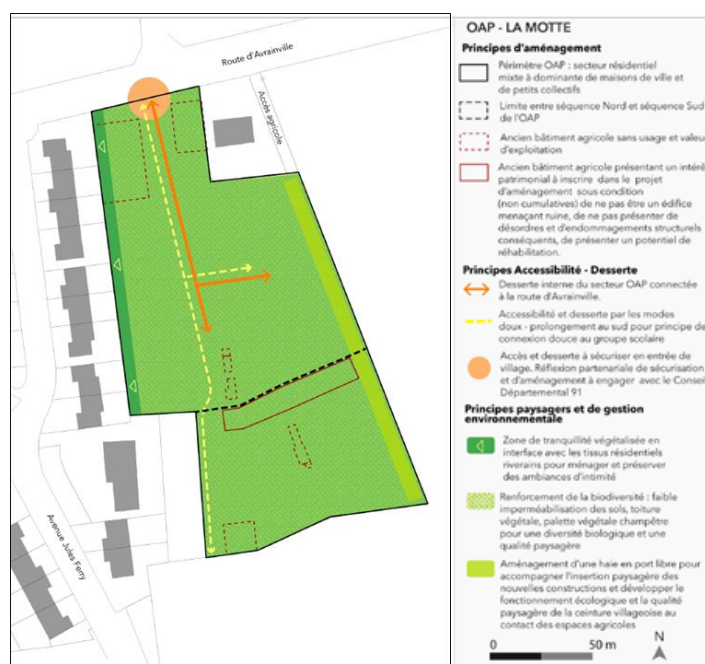 Route d'Avrainville
Accès agricole
Avenue Jules Ferry
OAP - LA MOTTE
Principes d'aménagement
Périmètre OAP : secteur résidentiel
mixte à dominante de maisons de ville et
de petits collectifs
Limite entre séquence Nord et séquence Sud
de l'OAP
Ancien bâtiment agricole sans usage et valeur
d'exploitation
Ancien bâtiment agricole présentant un intérê
patrimonial à inscrire dans le projet
d'aménagement sous condition
(non cumulatives) de ne pas être un édifice
menaçant ruine, de ne pas présenter de
désordres et d'endommagements structurels
conséquents, de présenter un potentiel de
réhabilitation.
Principes Accessibilité - Desserte
Desserte interne du secteur OAP connectée
à la route d'Avrainville.
Accessibilité et desserte par les modes
doux - prolongement au sud pour principe de
connexion douce au groupe scolaire
Accès et desserte à sécuriser en entrée de
village. Réflexion partenariale de sécurisation
et d'aménagement à engager avec le Conseil
Départemental 91
Principes paysagers et de gestion
environnementale
Zone de tranquillité végétalisée en
interface avec les tissus résidentiels
riverains pour ménager et préserver
des ambiances d'intimité
Renforcement de la biodiversité : faible
imperméabilisation des sols, toiture
végétale, palette végétale champêtre
pour une diversité biologique et une
qualité paysagère
Aménagement d'une haie en port libre pour
accompagner l'insertion paysagère des
nouvelles constructions et développer le
fonctionnement écologique et la qualité
paysagère de la ceinture villageoise au
contact des espaces agricoles
0 50 m N